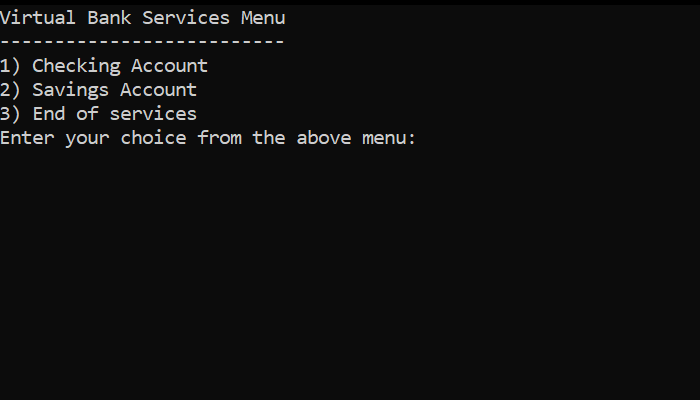 Virtual Bank Services Menu
--------------------------
1) Checking Account
2) Savings Account
3) End of services
Enter your choice from the above menu: